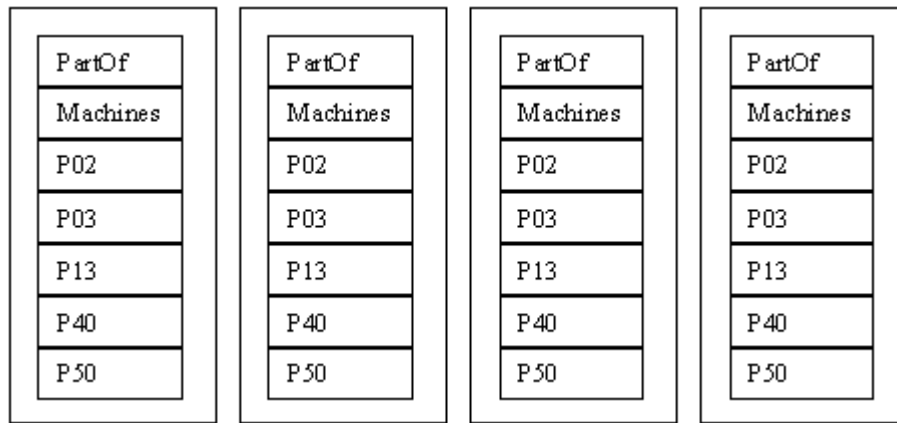 PartOf PartOf PartOf PartOf
Machines Machines Machines Machines
P02 P02 P02 P02
P03 P03 P03 P03
P13 P13 P13 P13
P40 P40 P40 P40
P50 P50 P50 P50